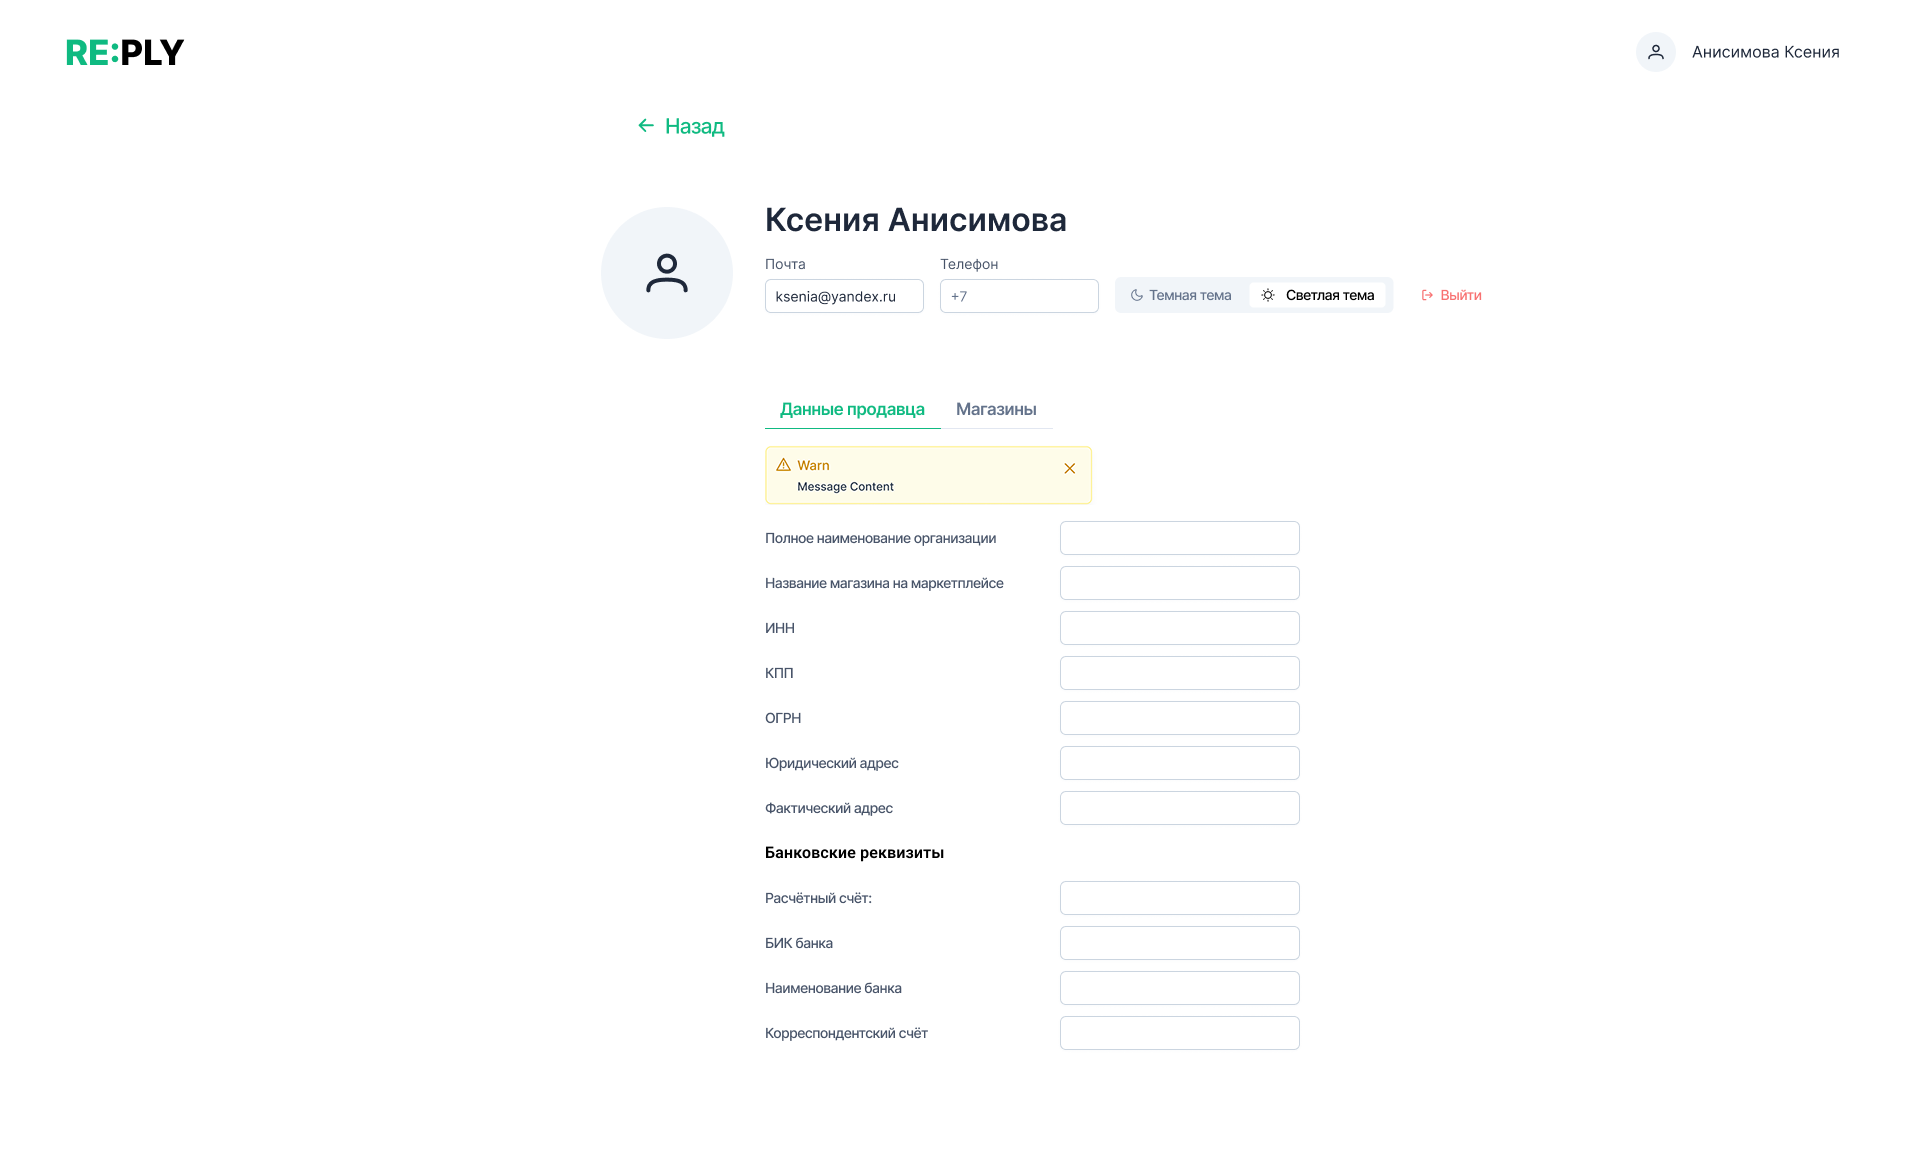 RE:PLY
Анисимова Ксения
Назад
Ксения Анисимова
Почта
Телефон
ksenia@yandex.ru
+7
Темная тема
Светлая тема
Выйти
Данные продавца
Магазины
Warn
Message Content
Полное наименование организации
Название магазина на маркетплейсе
ИНН
КПП
ОГРН
Юридический адрес
Фактический адрес
Банковские реквизиты
Расчётный счёт:
БИК банка
Наименование банка
Корреспондентский счёт